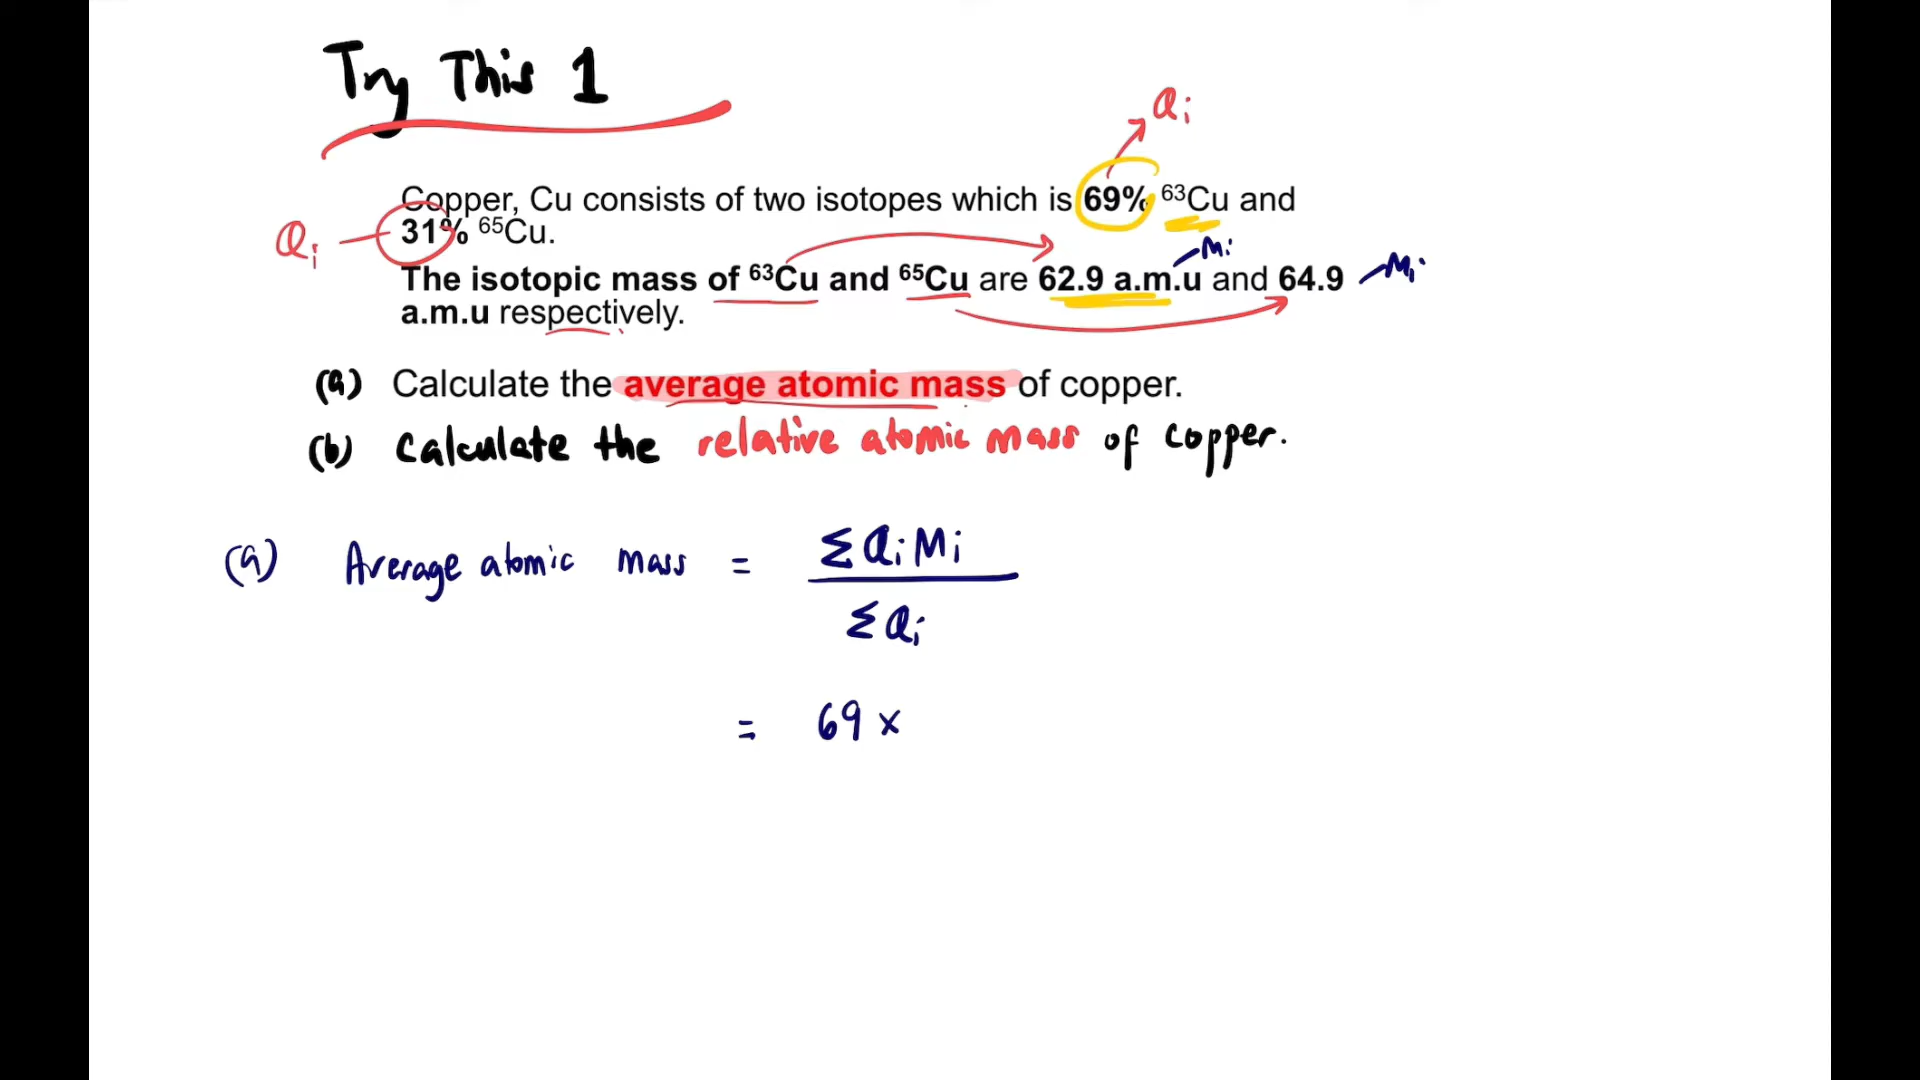 Try This 1
Qi
Copper, Cu consists of two isotopes which is 69% ⁶³Cu and
Qi 31% ⁶⁵Cu.
Mi
The isotopic mass of ⁶³Cu and ⁶⁵Cu are 62.9 a.m.u and 64.9 Mi
a.m.u respectively.
(a) Calculate the average atomic mass of copper.
(b) Calculate the relative atomic mass of copper.
(a) Average atomic mass = ΣQiMi
ΣQi
= 69 x